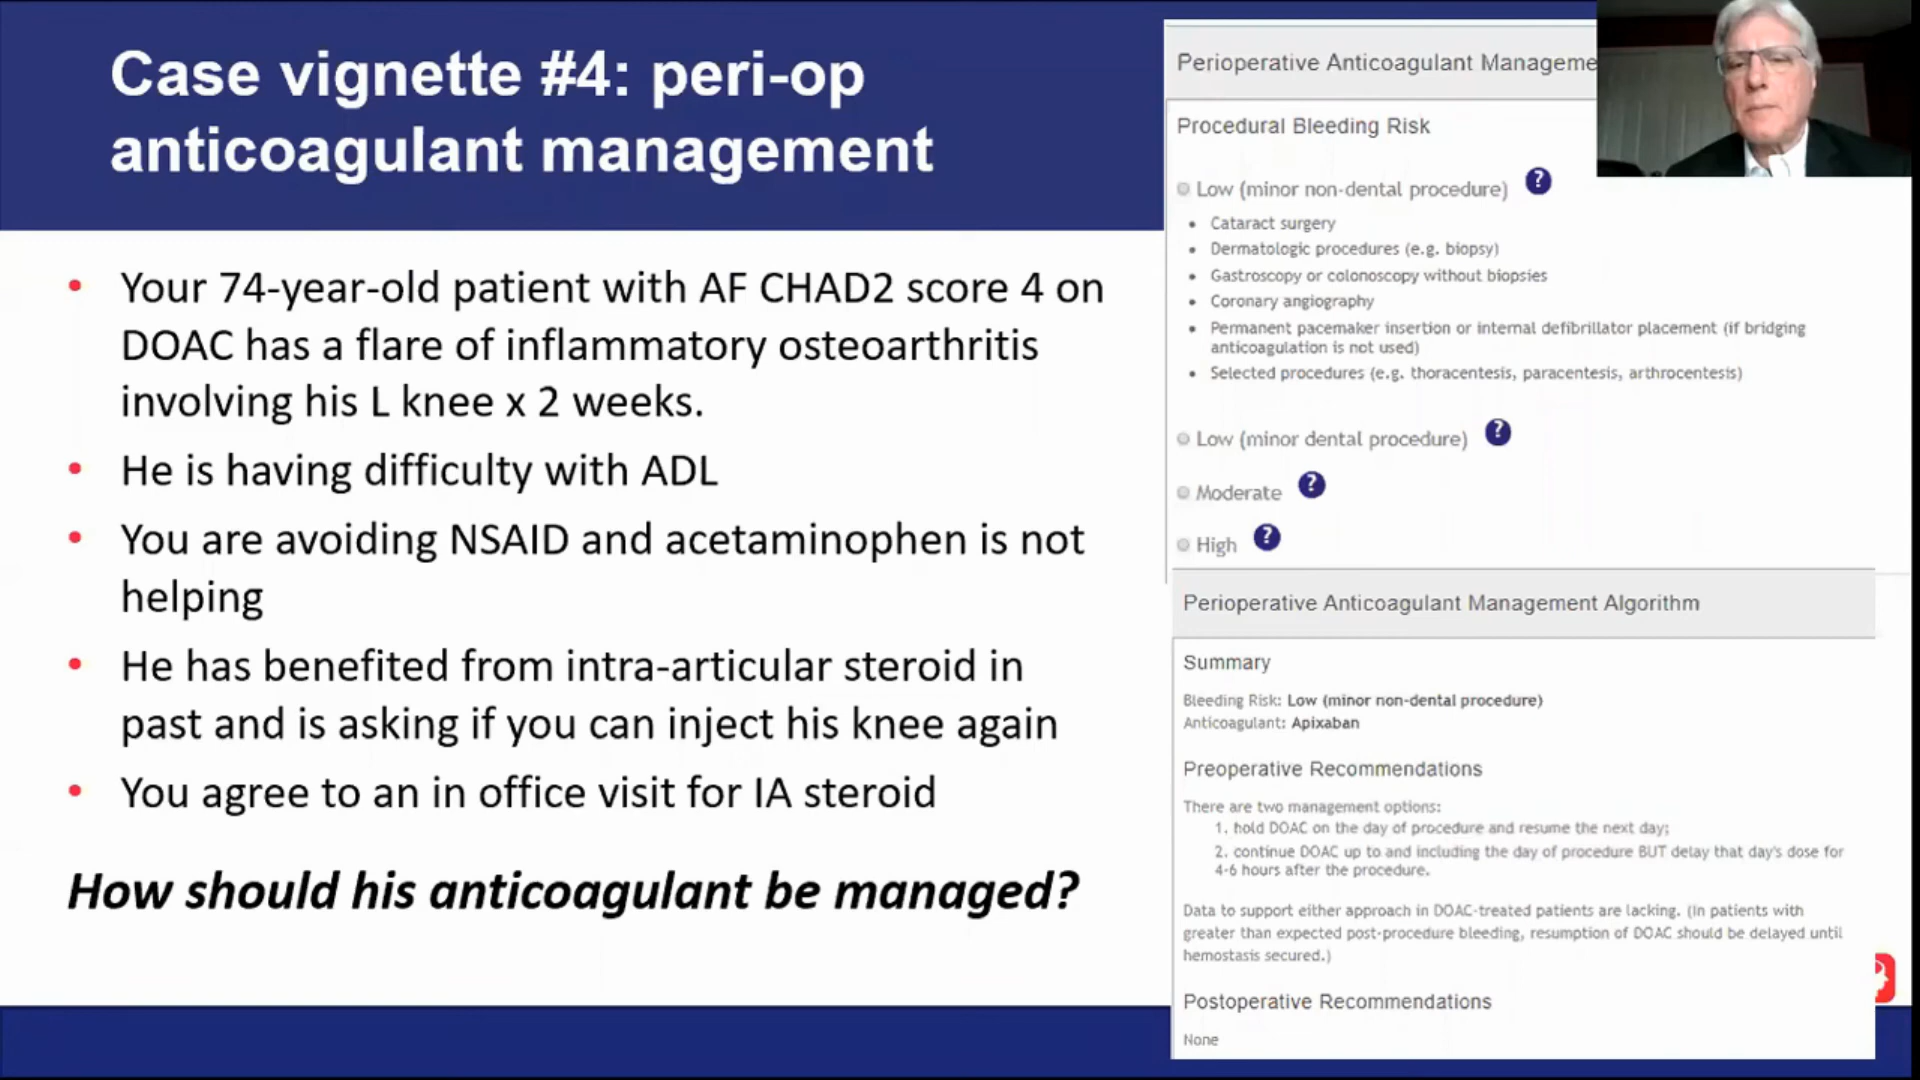 Case vignette #4: peri-op
anticoagulant management
• Your 74-year-old patient with AF CHAD2 score 4 on
DOAC has a flare of inflammatory osteoarthritis
involving his L knee x 2 weeks.
• He is having difficulty with ADL
• You are avoiding NSAID and acetaminophen is not
helping
• He has benefited from intra-articular steroid in
past and is asking if you can inject his knee again
• You agree to an in office visit for IA steroid
How should his anticoagulant be managed?
Perioperative Anticoagulant Manageme
Procedural Bleeding Risk
Low (minor non-dental procedure) ?
• Cataract surgery
• Dermatologic procedures (e.g. biopsy)
• Gastroscopy or colonoscopy without biopsies
• Coronary angiography
• Permanent pacemaker insertion or internal defibrillator placement (if bridging
anticoagulation is not used)
• Selected procedures (e.g. thoracentesis, paracentesis, arthrocentesis)
Low (minor dental procedure) ?
Moderate ?
High ?
Perioperative Anticoagulant Management Algorithm
Summary
Bleeding Risk: Low (minor non-dental procedure)
Anticoagulant: Apixaban
Preoperative Recommendations
There are two management options:
1. hold DOAC on the day of procedure and resume the next day;
2. continue DOAC up to and including the day of procedure BUT delay that day's dose for
4-6 hours after the procedure.
Data to support either approach in DOAC-treated patients are lacking. (In patients with
greater than expected post-procedure bleeding, resumption of DOAC should be delayed until
hemostasis secured.)
Postoperative Recommendations
None